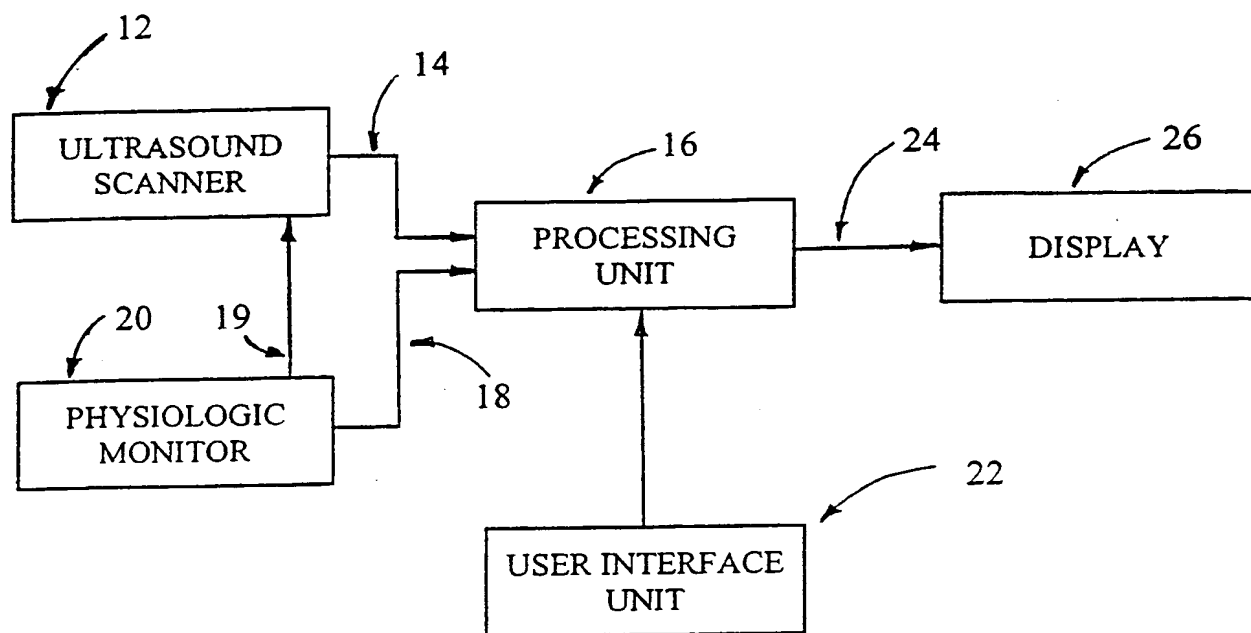 12
14
ULTRASOUND
SCANNER
16
24
26
PROCESSING
UNIT
DISPLAY
20
19
18
PHYSIOLOGIC
MONITOR
22
USER INTERFACE
UNIT